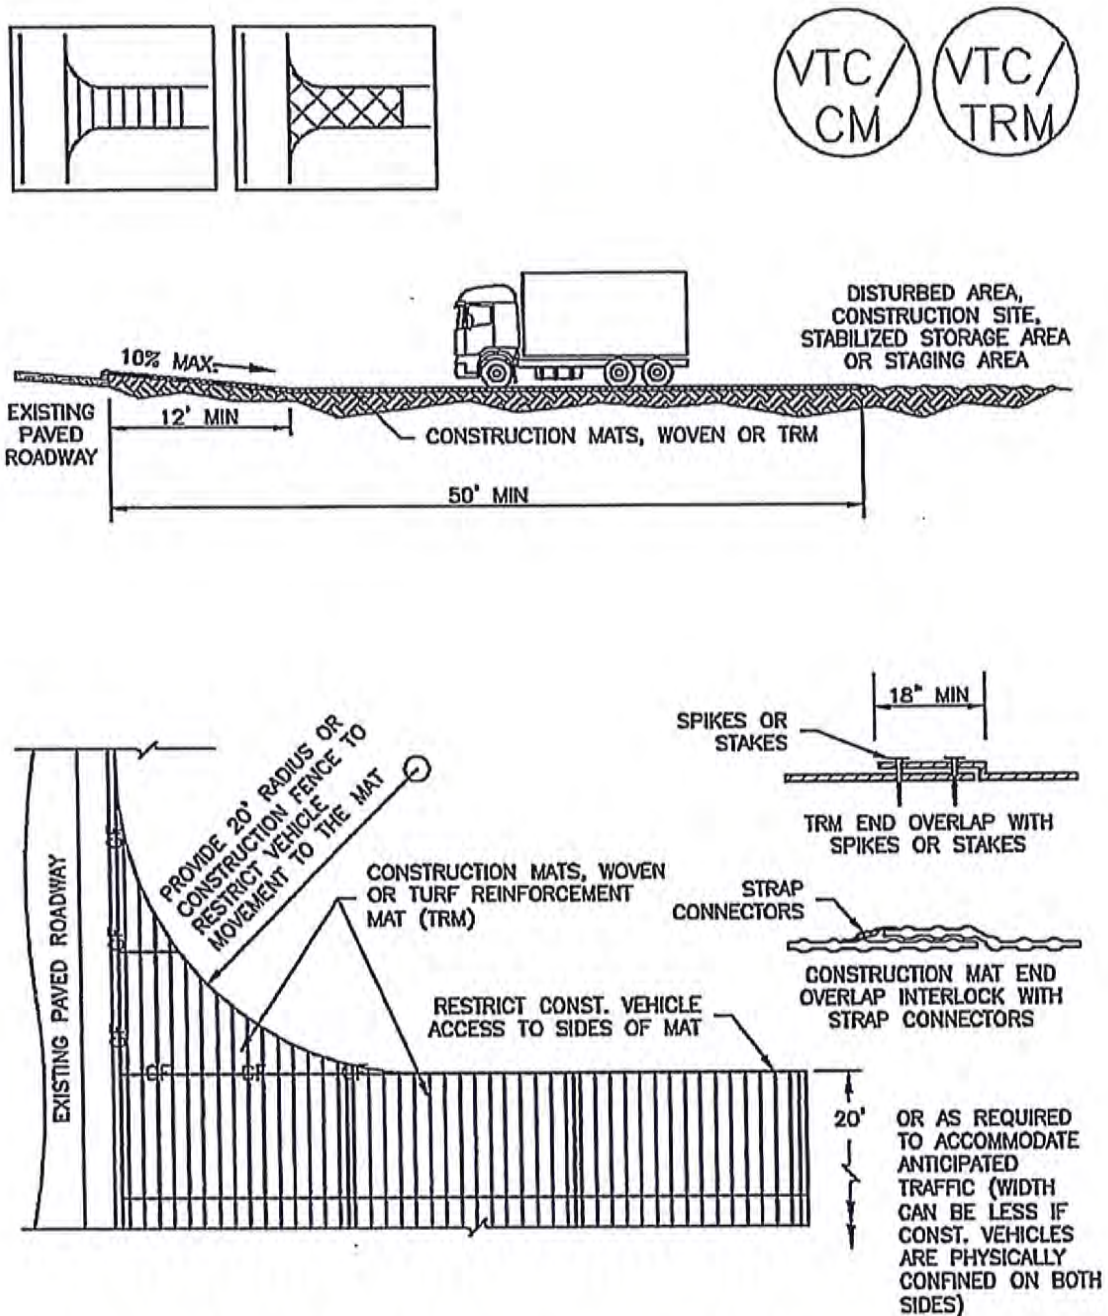 VTC/
CM
VTC/
TRM
DISTURBED AREA,
CONSTRUCTION SITE,
STABILIZED STORAGE AREA
OR STAGING AREA
10% MAX.
EXISTING
PAVED
ROADWAY
12' MIN
CONSTRUCTION MATS, WOVEN OR TRM
50' MIN
PROVIDE 20' RADIUS OR
CONSTRUCTION FENCE TO
RESTRICT VEHICLE
MOVEMENT TO THE MAT
EXISTING PAVED ROADWAY
CF
CF
CF
CF
CF
CF
CONSTRUCTION MATS, WOVEN
OR TURF REINFORCEMENT
MAT (TRM)
RESTRICT CONST. VEHICLE
ACCESS TO SIDES OF MAT
18" MIN
SPIKES OR
STAKES
TRM END OVERLAP WITH
SPIKES OR STAKES
STRAP
CONNECTORS
CONSTRUCTION MAT END
OVERLAP INTERLOCK WITH
STRAP CONNECTORS
20'
OR AS REQUIRED
TO ACCOMMODATE
ANTICIPATED
TRAFFIC (WIDTH
CAN BE LESS IF
CONST. VEHICLES
ARE PHYSICALLY
CONFINED ON BOTH
SIDES)